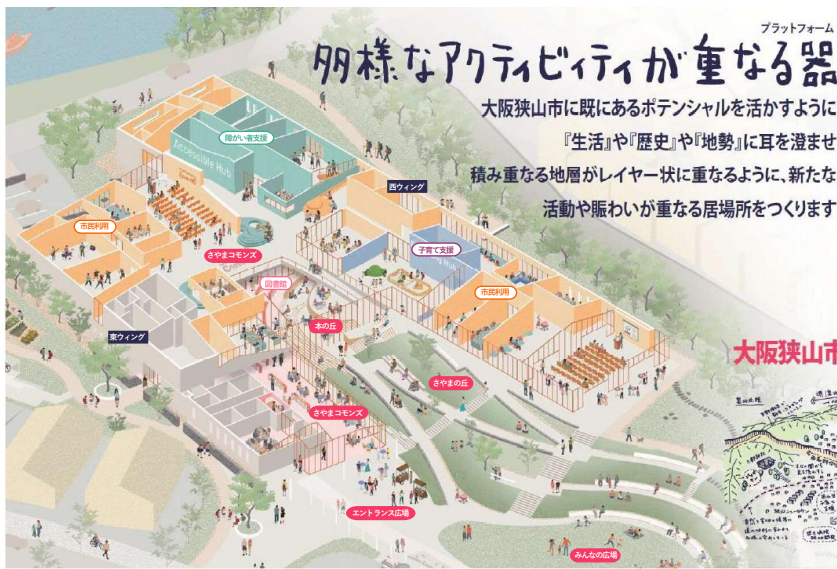 プラットフォーム
多様なアクティビィティが重なる器
大阪狭山市に既にあるポテンシャルを活かすように
『生活』や『歴史』や『地勢』に耳を澄ませ
積み重なる地層がレイヤー状に重なるように、新たな
活動や賑わいが重なる居場所をつくります
障がい者支援
Accessible Hub
西ウィング
市民利用
さやまコモンズ
子育て支援
図書館
市民利用
本の丘
東ウィング
大阪狭山市
さやまの丘
さやまコモンズ
エントランス広場
みんなの広場